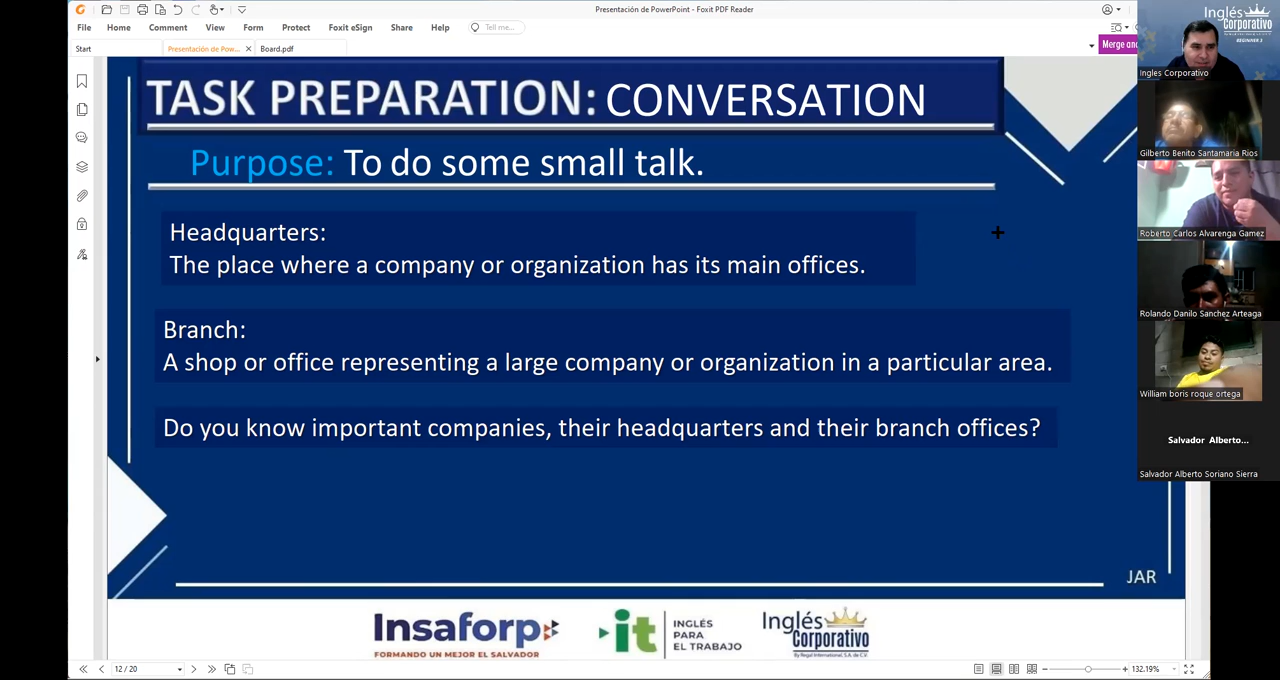 Presentación de PowerPoint - Foxit PDF Reader
File Home Comment View Form Protect Foxit eSign Share Help Tell me...
Start Presentación de Pow... Board.pdf
Merge and
TASK PREPARATION: CONVERSATION
Purpose: To do some small talk.
Headquarters:
The place where a company or organization has its main offices.
Branch:
A shop or office representing a large company or organization in a particular area.
Do you know important companies, their headquarters and their branch offices?
JAR
Insaforp
FORMANDO UN MEJOR EL SALVADOR
it
INGLÉS
PARA
EL TRABAJO
Inglés
Corporativo
By Regal International, S.A. de C.V.
12 / 20
132.19%
Inglés
Corporativo
BEGINNER 3
Ingles Corporativo
Gilberto Benito Santamaria Rios
Roberto Carlos Alvarenga Gamez
Rolando Danilo Sanchez Arteaga
William boris roque ortega
Salvador Alberto...
Salvador Alberto Soriano Sierra